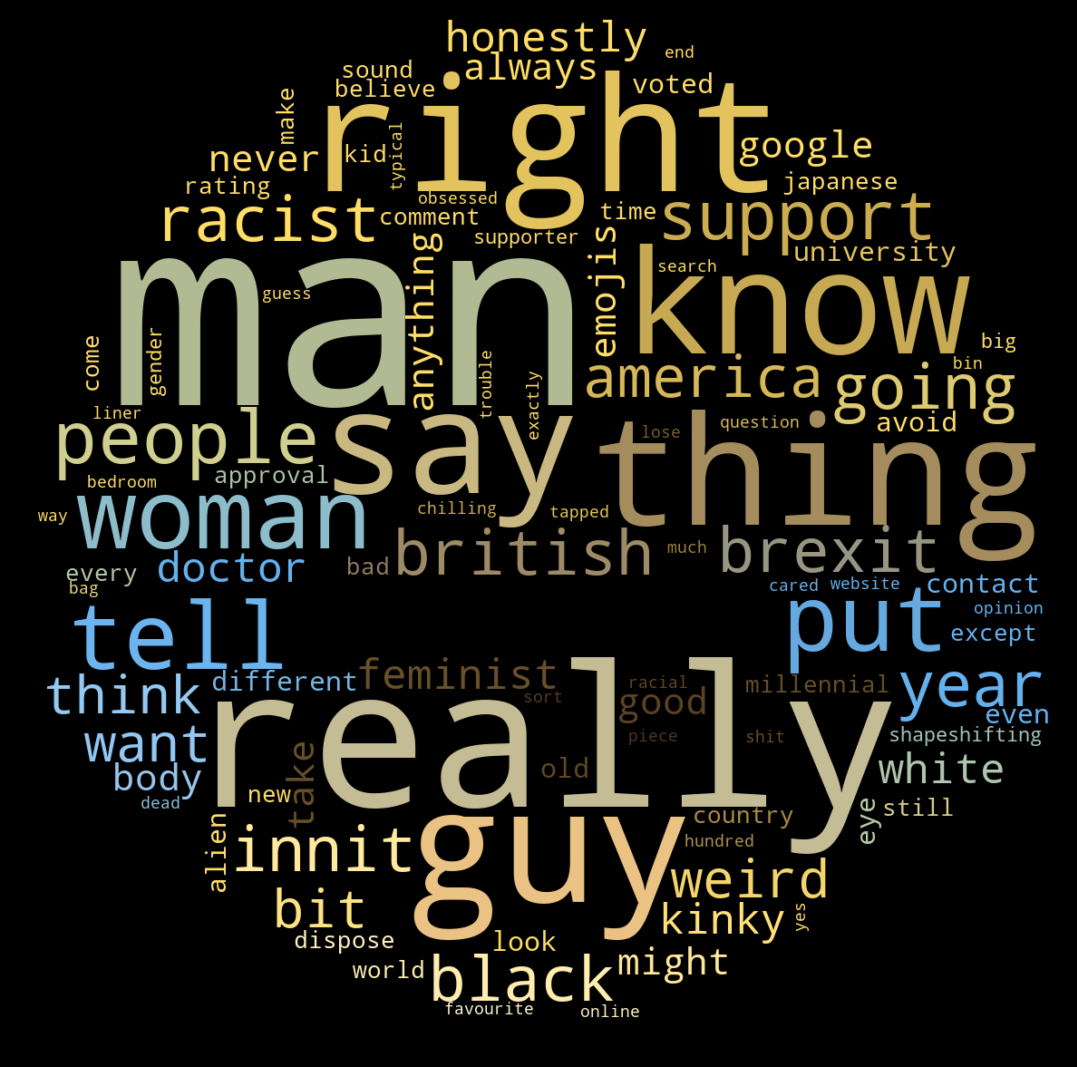 honestly
end
sound
always
believe
voted
right
make
google
never
kid
typical
japanese
rating
obsessed
racist
comment
time
support
supporter
university
anything
emojis
know
search
man
guess
come
gender
big
bin
trouble
exactly
america
going
liner
people
say
thing
question
avoid
lose
approval
bedroom
woman
way
chilling
tapped
british
much
brexit
doctor
bad
every
bag
cared
website
contact
opinion
tell
put
except
feminist
different
think
sort
racial
good
millennial
year
even
really
want
piece
shit
shapeshifting
body
old
white
take
new
dead
eye
still
country
alien
innit
guy
hundred
weird
bit
kinky
yes
dispose
look
world
black
might
favourite
online